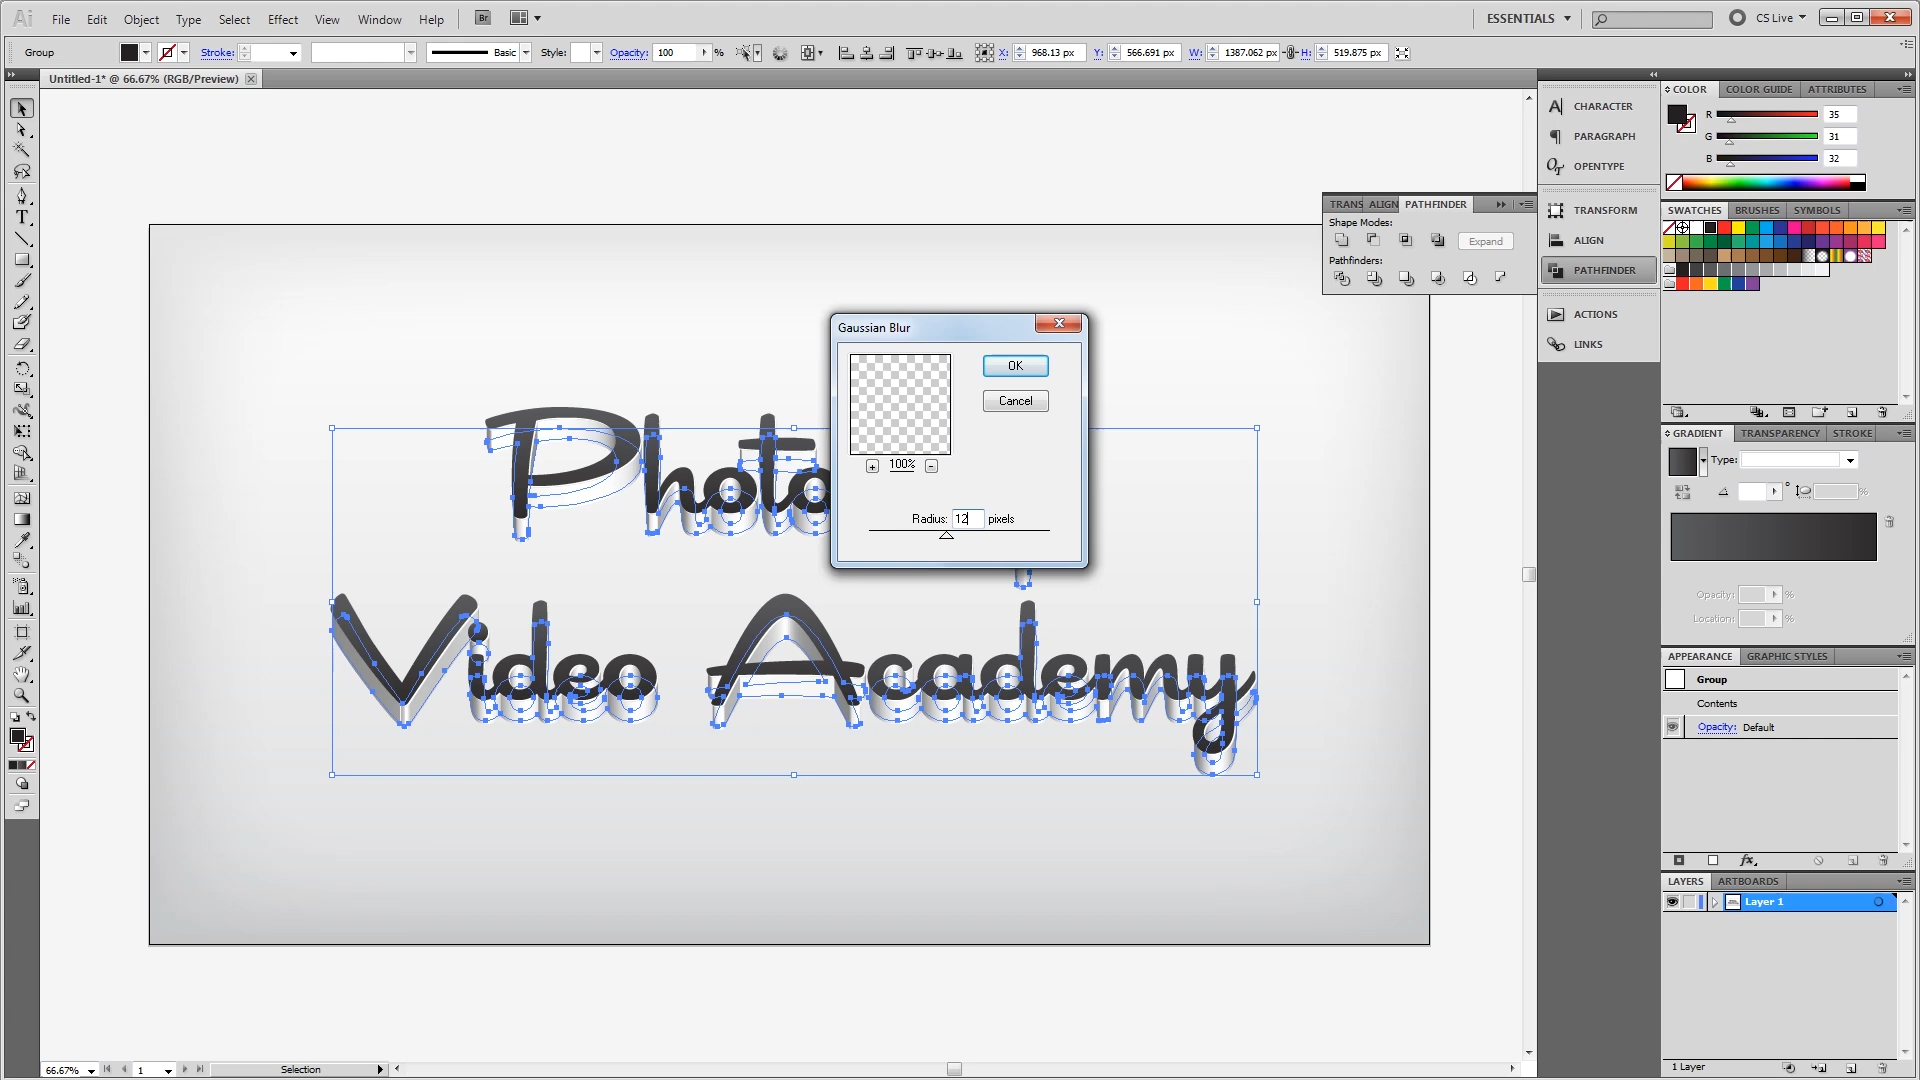 Ai File Edit Object Type Select Effect View Window Help Br ESSENTIALS CS Live
Group Stroke: Basic Style: Opacity: 100 % X: 968.13 px Y: 566.691 px W: 1387.062 px H: 519.875 px
Untitled-1* @ 66.67% (RGB/Preview)
COLOR COLOR GUIDE ATTRIBUTES
R 35
G 31
B 32
CHARACTER
PARAGRAPH
OPENTYPE
TRANSFORM
ALIGN
PATHFINDER
ACTIONS
LINKS
TRANS ALIGN PATHFINDER
Shape Modes:
Expand
Pathfinders:
SWATCHES BRUSHES SYMBOLS
Gaussian Blur
OK
Cancel
100%
Radius: 12 pixels
Photo
Video Academy
GRADIENT TRANSPARENCY STROKE
Type:
° %
Opacity: %
Location: %
APPEARANCE GRAPHIC STYLES
Group
Contents
Opacity: Default
fx
LAYERS ARTBOARDS
Layer 1
1 Layer
66.67% 1 Selection